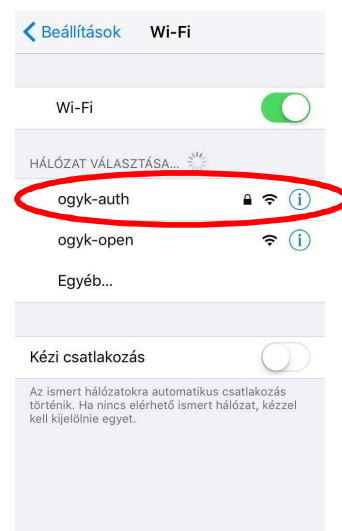 Beállítások Wi-Fi
Wi-Fi
HÁLÓZAT VÁLASZTÁSA...
ogyk-auth
ogyk-open
Egyéb...
Kézi csatlakozás
Az ismert hálózatokra automatikus csatlakozás
történik. Ha nincs elérhető ismert hálózat, kézzel
kell kijelölnie egyet.